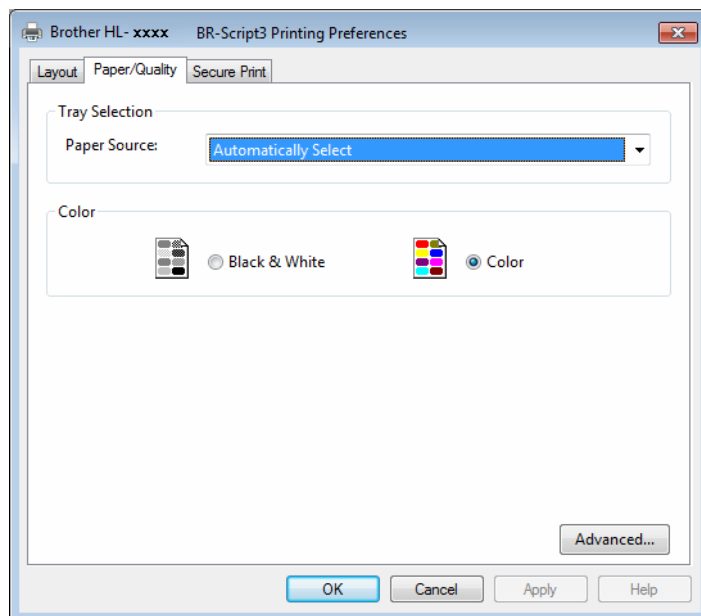 Brother HL- xxxx BR-Script3 Printing Preferences
Layout Paper/Quality Secure Print
Tray Selection
Paper Source: Automatically Select
Color
Black & White Color
Advanced...
OK Cancel Apply Help